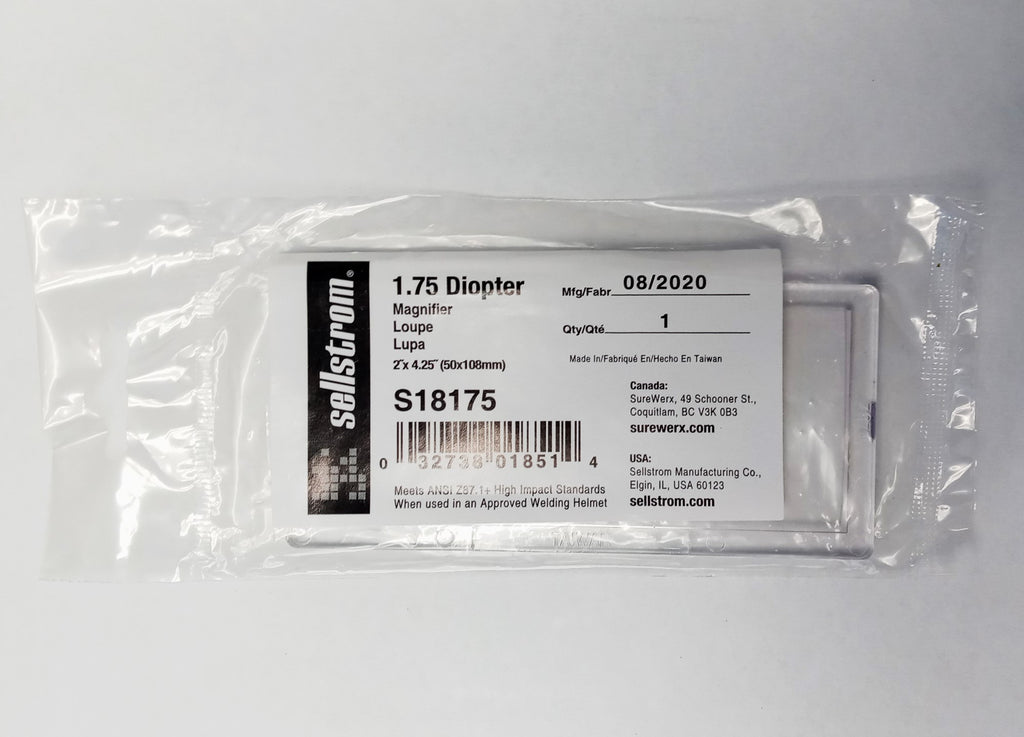 sellstrom®
1.75 Diopter
Magnifier
Loupe
Lupa
2"x 4.25" (50x108mm)
S18175
0 32738 01851 4
Meets ANSI Z87.1+ High Impact Standards
When used in an Approved Welding Helmet
Mfg/Fabr. 08/2020
Qty/Qté 1
Made In/Fabriqué En/Hecho En Taiwan
Canada:
SureWerx, 49 Schooner St.,
Coquitlam, BC V3K 0B3
surewerx.com
USA:
Sellstrom Manufacturing Co.,
Elgin, IL, USA 60123
sellstrom.com